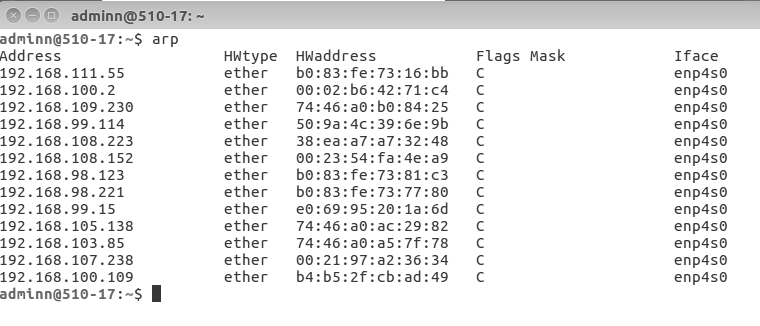 adminn@510-17: ~
adminn@510-17:~$ arp
Address HWtype HWaddress Flags Mask Iface
192.168.111.55 ether b0:83:fe:73:16:bb C enp4s0
192.168.100.2 ether 00:02:b6:42:71:c4 C enp4s0
192.168.109.230 ether 74:46:a0:b0:84:25 C enp4s0
192.168.99.114 ether 50:9a:4c:39:6e:9b C enp4s0
192.168.108.223 ether 38:ea:a7:a7:32:48 C enp4s0
192.168.108.152 ether 00:23:54:fa:4e:a9 C enp4s0
192.168.98.123 ether b0:83:fe:73:81:c3 C enp4s0
192.168.98.221 ether b0:83:fe:73:77:80 C enp4s0
192.168.99.15 ether e0:69:95:20:1a:6d C enp4s0
192.168.105.138 ether 74:46:a0:ac:29:82 C enp4s0
192.168.103.85 ether 74:46:a0:a5:7f:78 C enp4s0
192.168.107.238 ether 00:21:97:a2:36:34 C enp4s0
192.168.100.109 ether b4:b5:2f:cb:ad:49 C enp4s0
adminn@510-17:~$